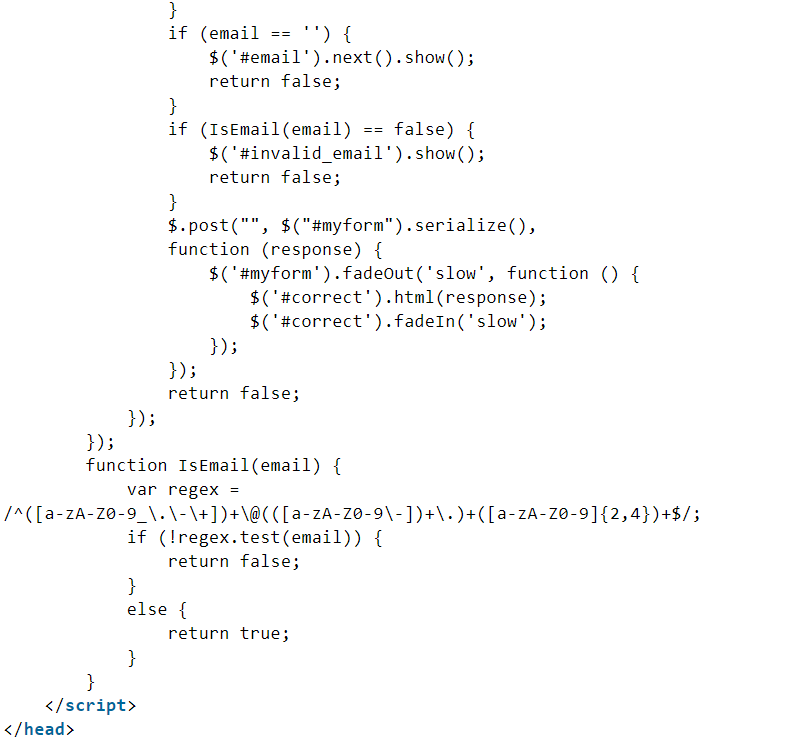 }
                if (email == '') {
                    $('#email').next().show();
                    return false;
                }
                if (IsEmail(email) == false) {
                    $('#invalid_email').show();
                    return false;
                }
                $.post("", $("#myform").serialize(),
                function (response) {
                    $('#myform').fadeOut('slow', function () {
                        $('#correct').html(response);
                        $('#correct').fadeIn('slow');
                    });
                });
                return false;
            });
        });
        function IsEmail(email) {
            var regex =
/^([a-zA-Z0-9_\.\-\+])+\@(([a-zA-Z0-9\-])+\.)+([a-zA-Z0-9]{2,4})+$/;
            if (!regex.test(email)) {
                return false;
            }
            else {
                return true;
            }
        }
    </script>
</head>